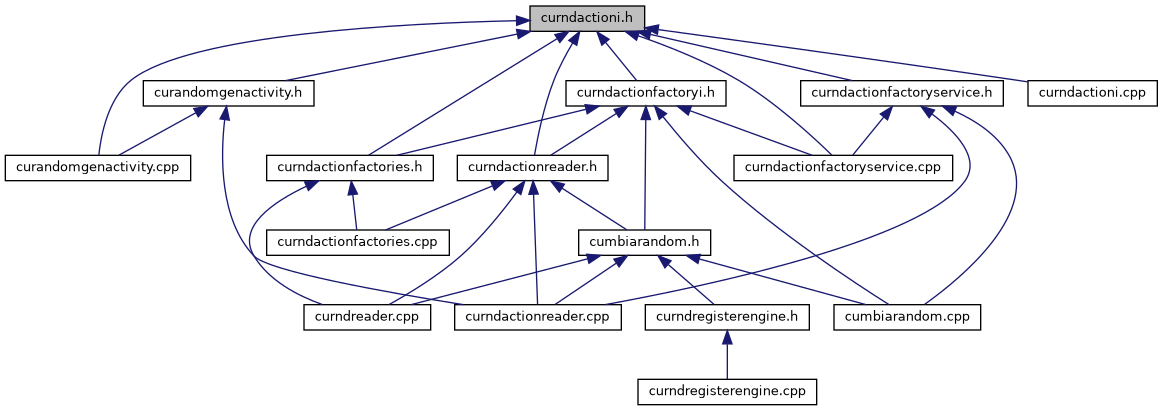 curndactioni.h
curandomgenactivity.h
curndactionfactoryi.h
curndactionfactoryservice.h
curndactioni.cpp
curandomgenactivity.cpp
curndactionfactories.h
curndactionreader.h
curndactionfactoryservice.cpp
curndactionfactories.cpp
cumbiarandom.h
curndreader.cpp
curndactionreader.cpp
curndregisterengine.h
cumbiarandom.cpp
curndregisterengine.cpp